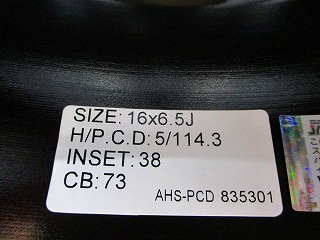 SIZE: 16x6.5J
H/P.C.D: 5/114.3
INSET: 38
CB: 73
AHS-PCD 835301